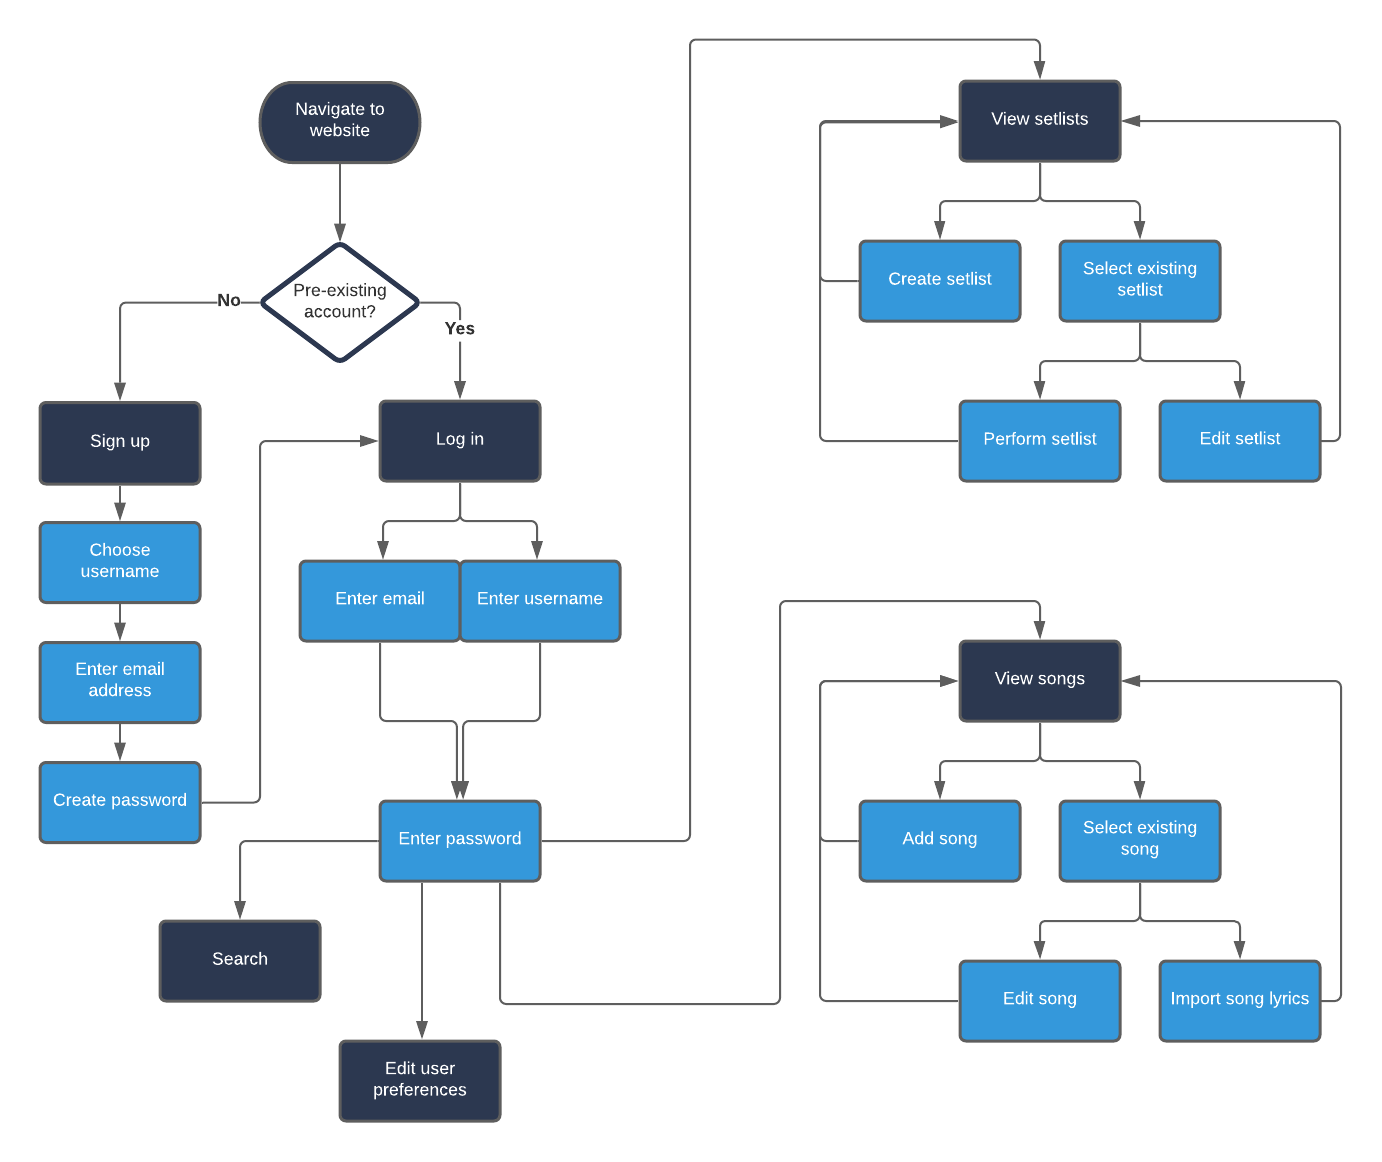 Navigate to
website
Pre-existing
account?
No
Yes
Sign up
Choose
username
Enter email
address
Create password
Log in
Enter email
Enter username
Enter password
Search
Edit user
preferences
View setlists
Create setlist
Select existing
setlist
Perform setlist
Edit setlist
View songs
Add song
Select existing
song
Edit song
Import song lyrics